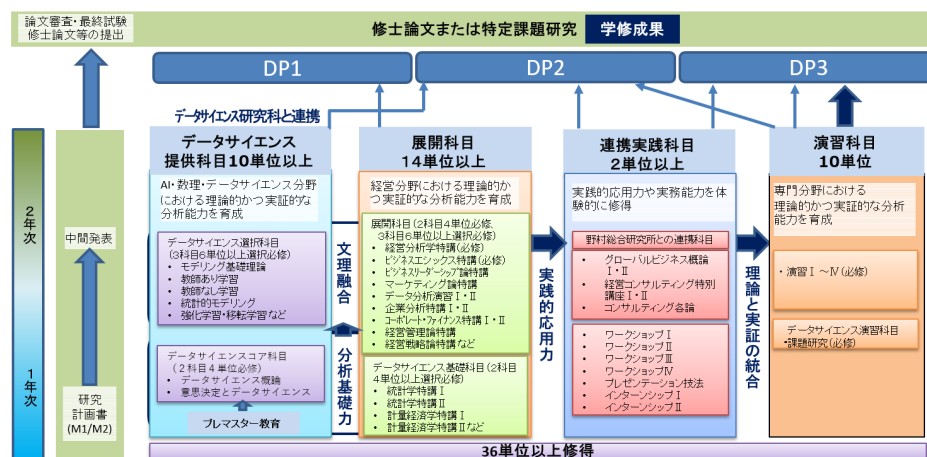 論文審査・最終試験
修士論文等の提出
修士論文または特定課題研究
学修成果
DP1
DP2
DP3
データサイエンス研究科と連携
2年次
1年次
中間発表
研究
計画書
(M1/M2)
データサイエンス
提供科目10単位以上
AI・数理・データサイエンス分野
における理論的かつ実証的な
分析能力を育成
データサイエンス選択科目
(3科目6単位以上選択必修)
• モデリング基礎理論
• 教師あり学習
• 教師なし学習
• 統計的モデリング
• 強化学習・移転学習など
データサイエンスコア科目
(2科目4単位必修)
• データサイエンス概論
• 意思決定とデータサイエンス
プレマスター教育
文理融合
分析基礎力
展開科目
14単位以上
経営分野における理論的か
つ実証的な分析能力を育成
展開科目(2科目4単位必修、
3科目6単位以上選択必修)
• 経営分析学特講(必修)
• ビジネスエシックス特講(必修)
• ビジネスリーダーシップ論特講
• マーケティング論特講
• データ分析演習Ⅰ・Ⅱ
• 企業分析特講Ⅰ・Ⅱ
• コーポレート・ファイナンス特講Ⅰ・Ⅱ
• 経営管理論特講
• 経営戦略論特講など
データサイエンス基礎科目(2科目
4単位以上選択必修)
• 統計学特講Ⅰ
• 統計学特講Ⅱ
• 計量経済学特講Ⅰ
• 計量経済学特講Ⅱなど
実践的応用力
連携実践科目
2単位以上
実践的応用力や実務能力を体
験的に修得
野村総合研究所との連携科目
• グローバルビジネス概論
Ⅰ・Ⅱ
• 経営コンサルティング特別
講座Ⅰ・Ⅱ
• コンサルティング各論
• ワークショップⅠ
• ワークショップⅡ
• ワークショップⅢ
• ワークショップⅣ
• プレゼンテーション技法
• インターンシップⅠ
• インターンシップⅡ
理論と実証の統合
演習科目
10単位
専門分野における
理論的かつ実証的な分析
能力を育成
・演習Ⅰ～Ⅳ(必修)
データサイエンス演習科目
・課題研究(必修)
36単位以上修得